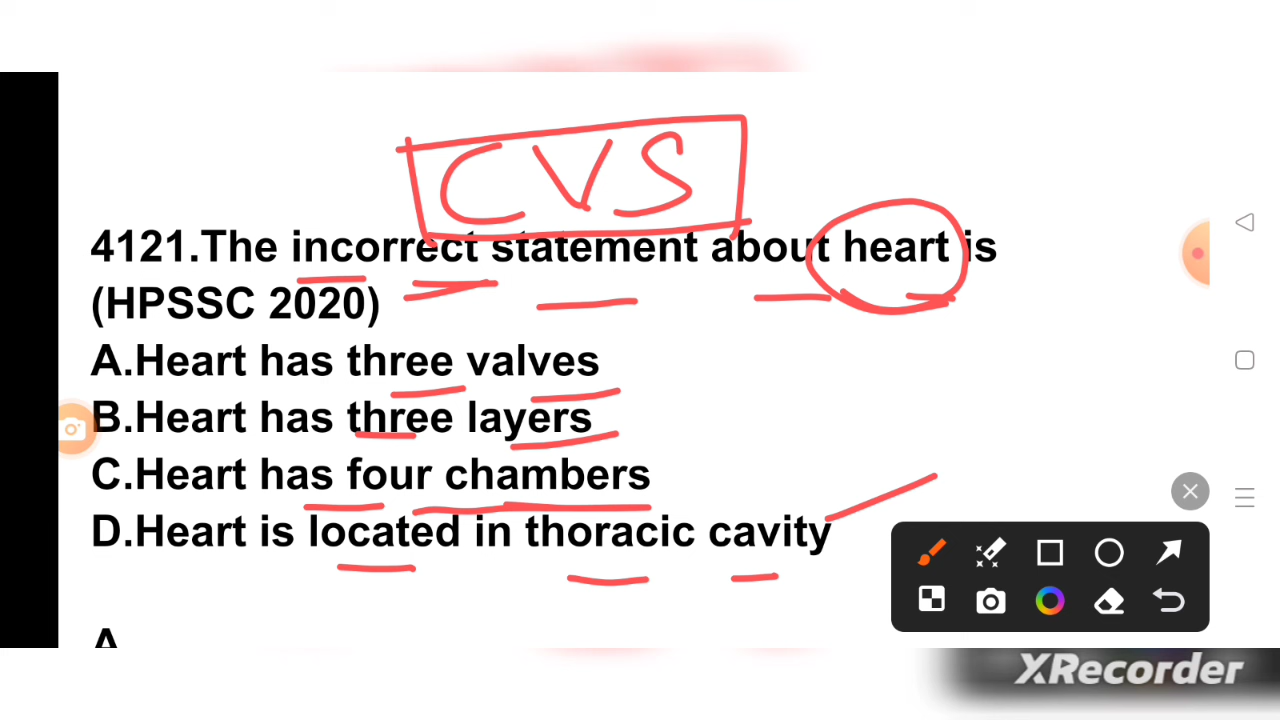 CVS
4121.The incorrect statement about heart is
(HPSSC 2020)
A.Heart has three valves
B.Heart has three layers
C.Heart has four chambers
D.Heart is located in thoracic cavity
A
XRecorder